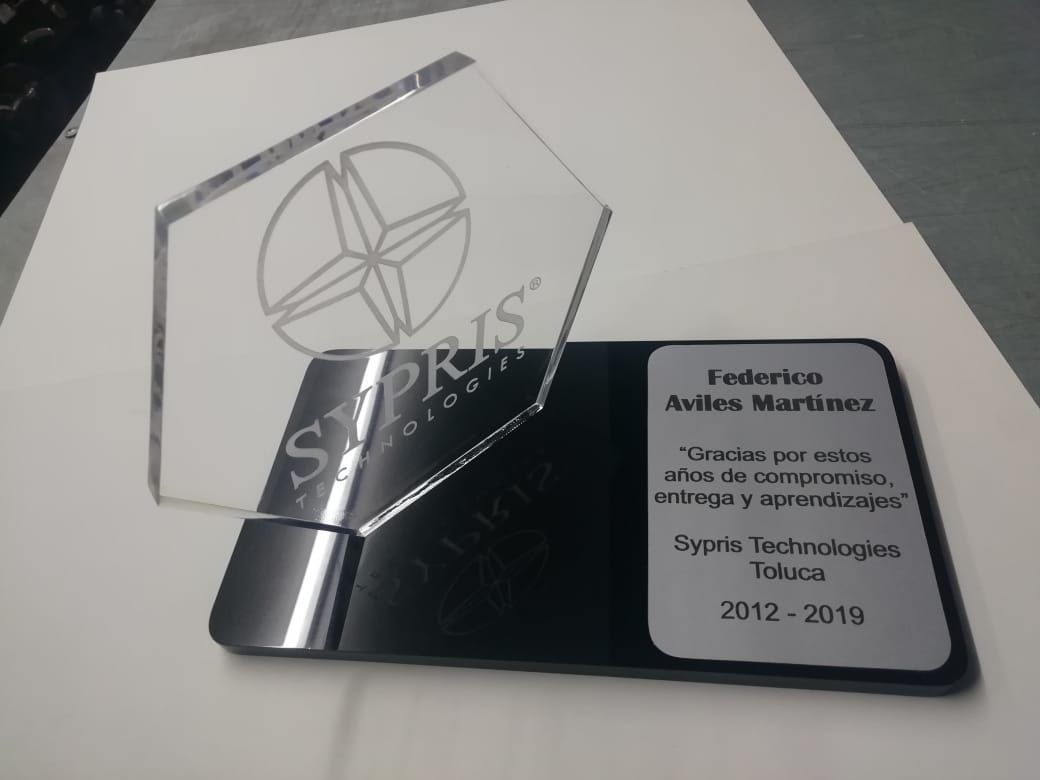 SYPRIS®
TECHNOLOGIES
Federico
Aviles Martínez
“Gracias por estos
años de compromiso,
entrega y aprendizajes”
Sypris Technologies
Toluca
2012 - 2019